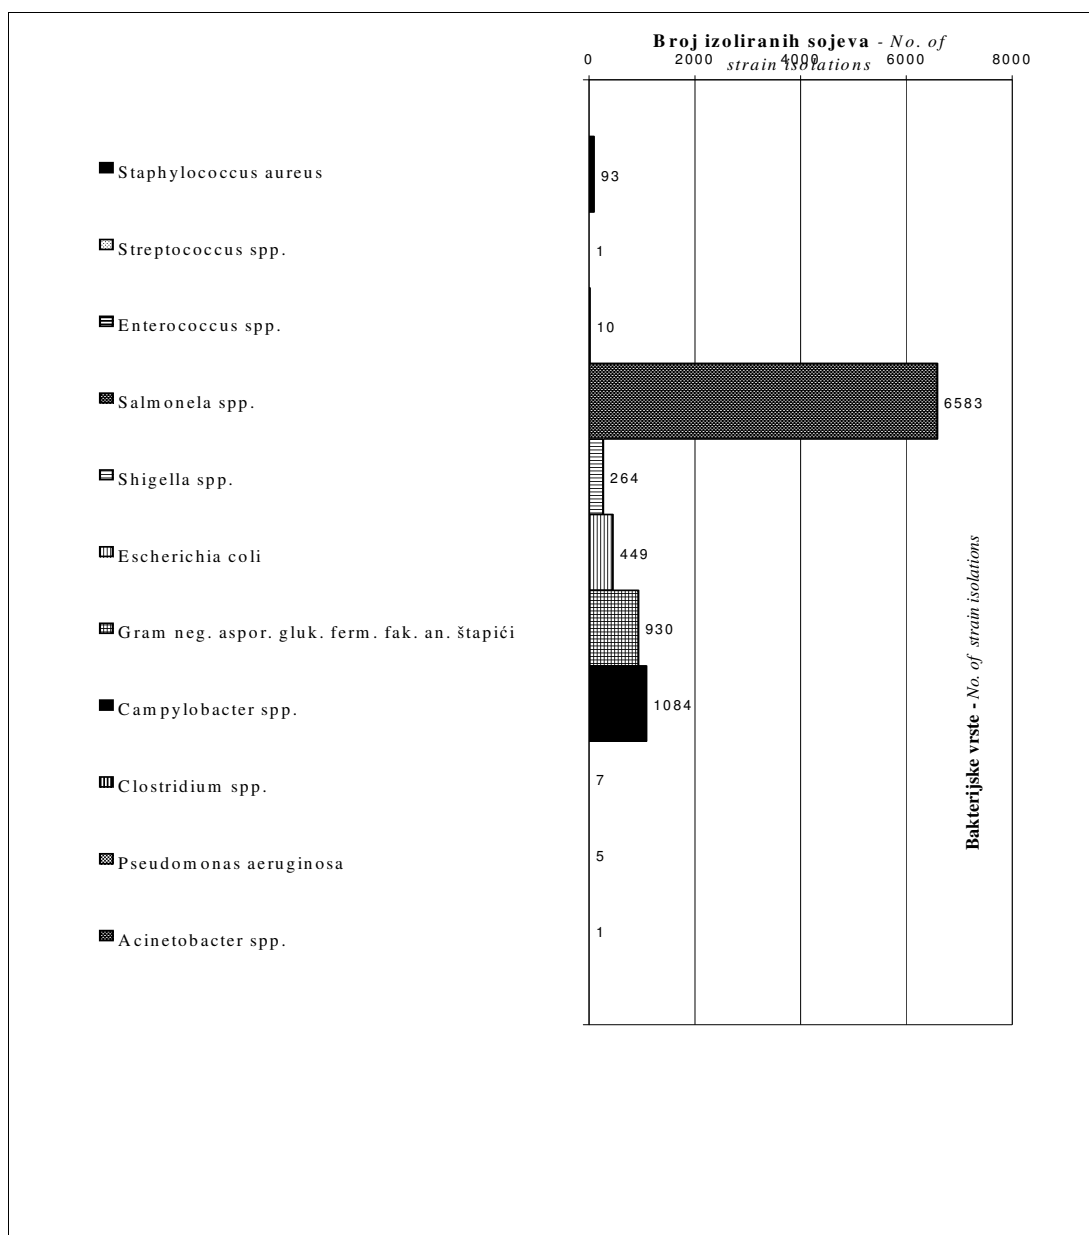 Broj izoliranih sojeva - No. of
strain isolations
0 2000 4000 6000 8000
Staphylococcus aureus 93
Streptococcus spp. 1
Enterococcus spp. 10
Salmonela spp. 6583
Shigella spp. 264
Escherichia coli 449
Gram neg. aspor. gluk. ferm. fak. an. štapići 930
Campylobacter spp. 1084
Clostridium spp. 7
Pseudomonas aeruginosa 5
Acinetobacter spp. 1
Bakterijske vrste - No. of strain isolations